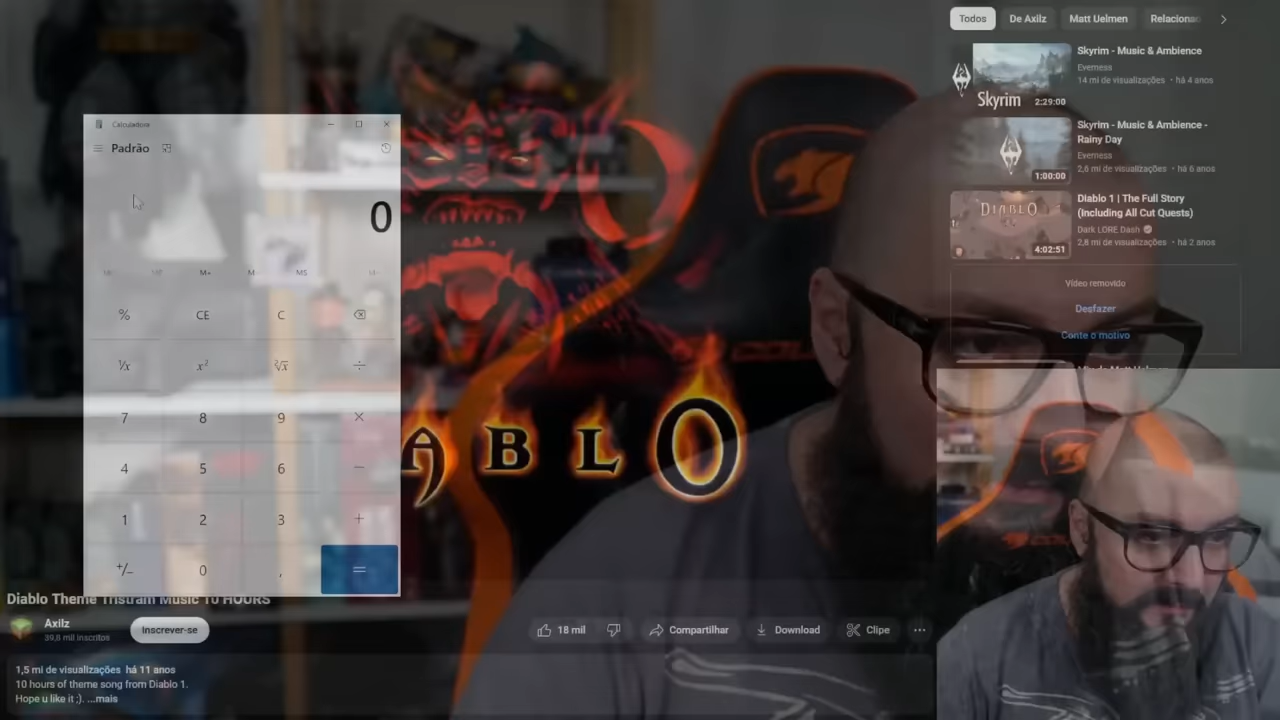 Todos
De Axilz
Matt Uelmen
Relacionac
Skyrim - Music & Ambience
Everness
14 mi de visualizações • há 4 anos
Skyrim
2:29:00
Skyrim - Music & Ambience -
Rainy Day
Everness
2,6 mi de visualizações • há 6 anos
1:00:00
Diablo 1 | The Full Story
(Including All Cut Quests)
Dark LORE Dash
2,8 mi de visualizações • há 2 anos
DIABLO
4:02:51
Vídeo removido
Desfazer
Conte o motivo
Calculadora
Padrão
0
M+
MS
%
CE
C
¹/x
x²
²√x
÷
7
8
9
×
4
5
6
−
1
2
3
+
+/−
0
,
=
ABLO
Diablo Theme Tristram Music 10 HOURS
Axilz
39,8 mil inscritos
Inscrever-se
18 mil
Compartilhar
Download
Clipe
...
1,5 mi de visualizações há 11 anos
10 hours of theme song from Diablo 1.
Hope u like it ;). ...mais